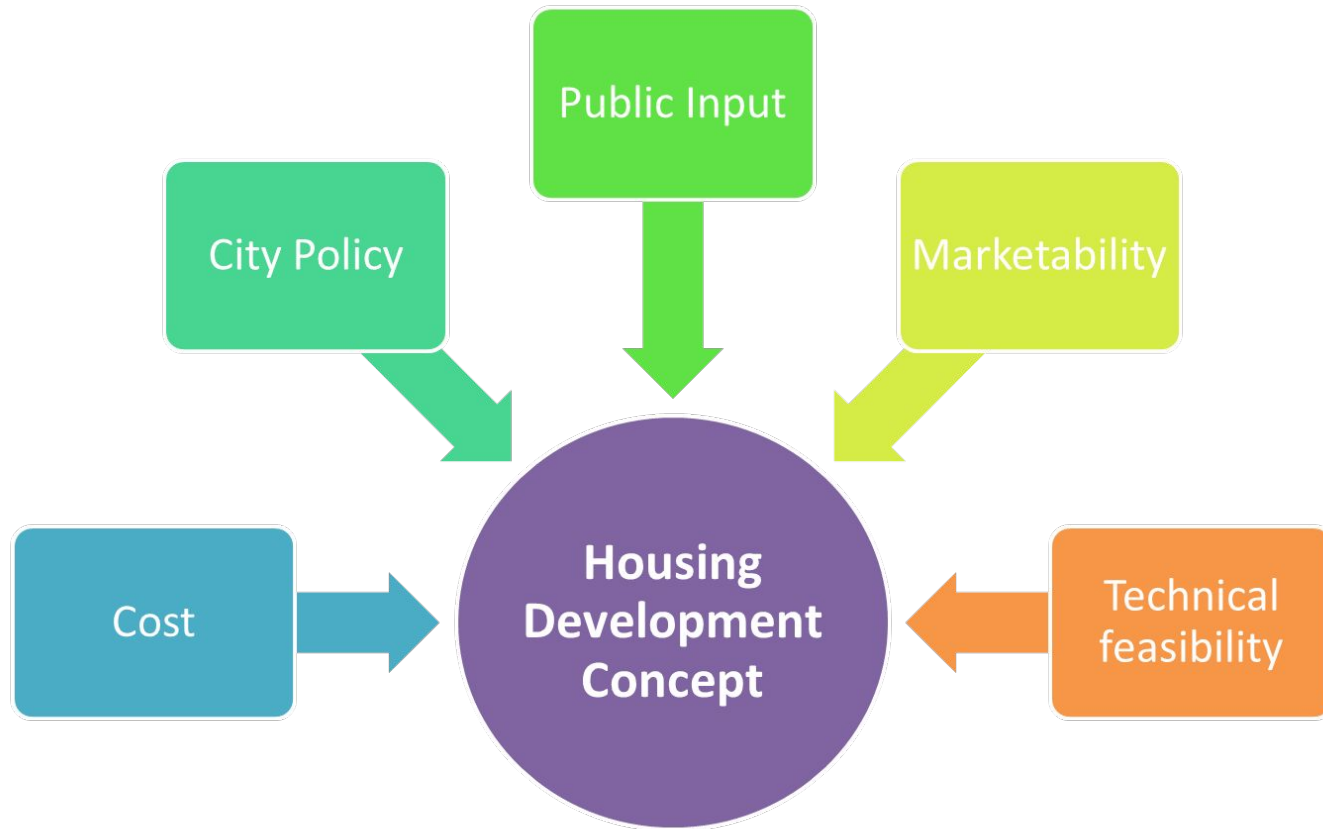 Public Input
City Policy
Marketability
Cost
Housing
Development
Concept
Technical
feasibility